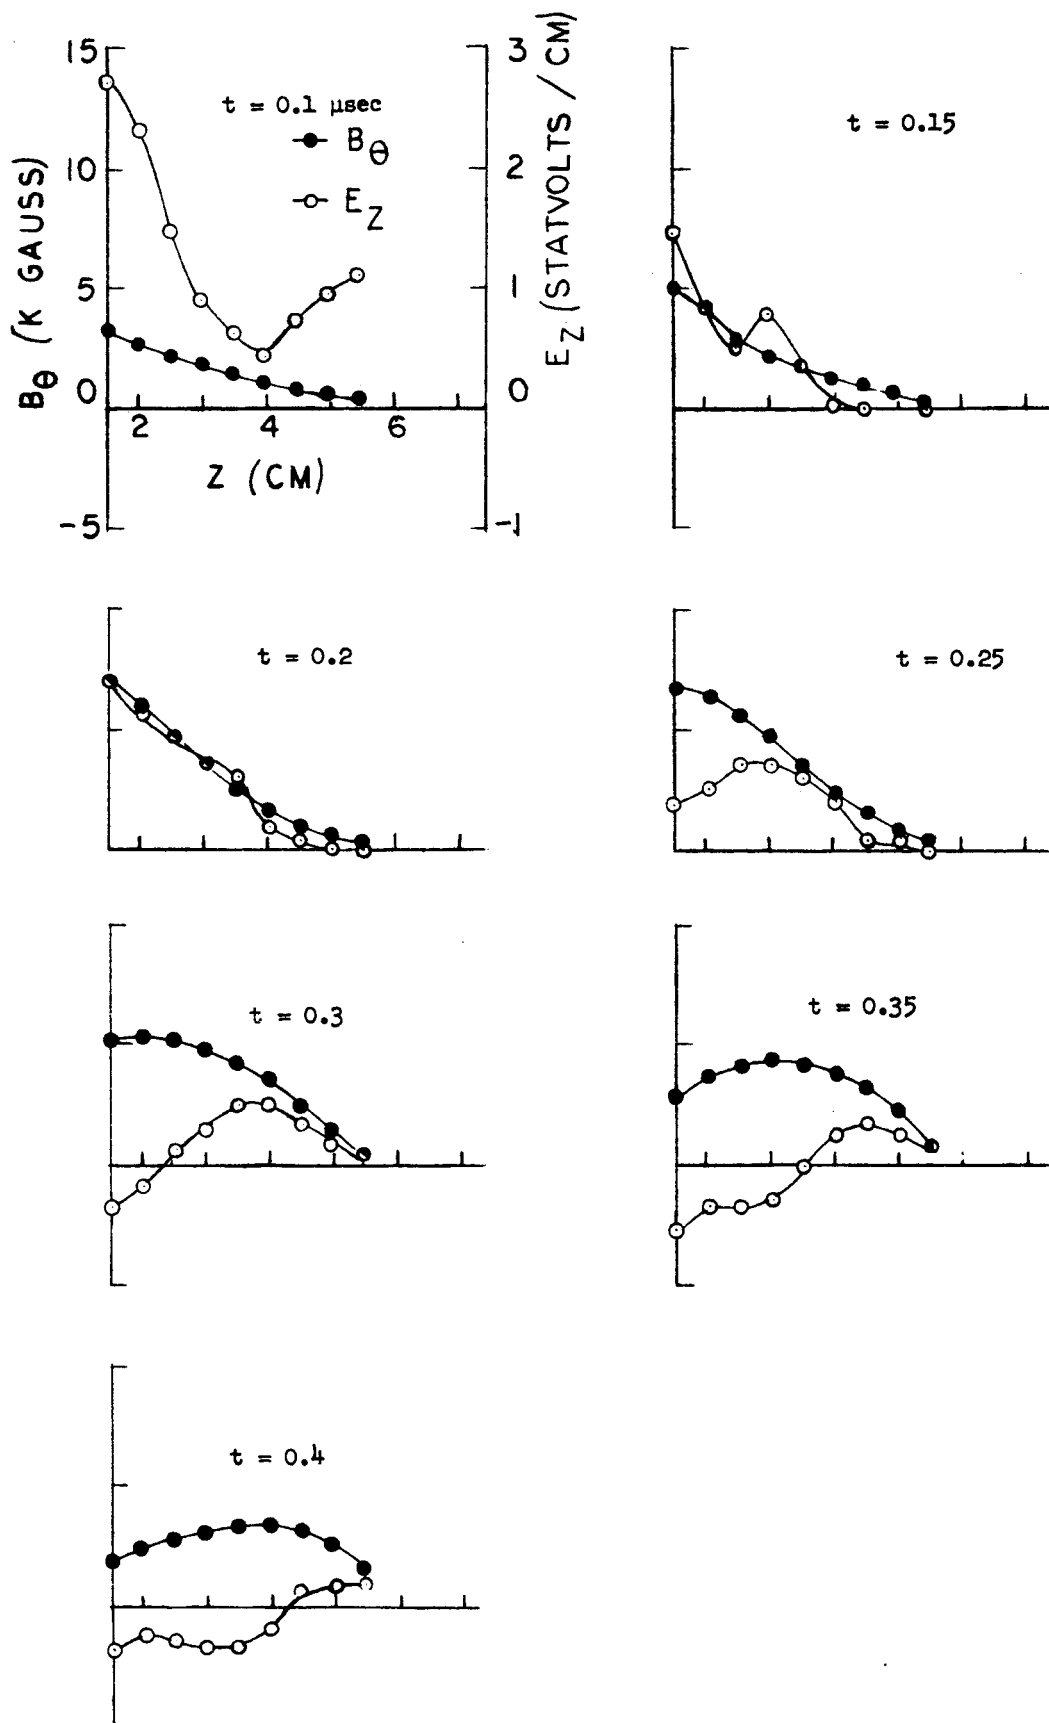 15
10
5
0
-5
B_θ (K GAUSS)
t = 0.1 μsec
B_θ
E_Z
3
2
1
0
-1
E_Z (STATVOLTS / CM)
2 4 6
Z (CM)
t = 0.15
t = 0.2
t = 0.25
t = 0.3
t = 0.35
t = 0.4